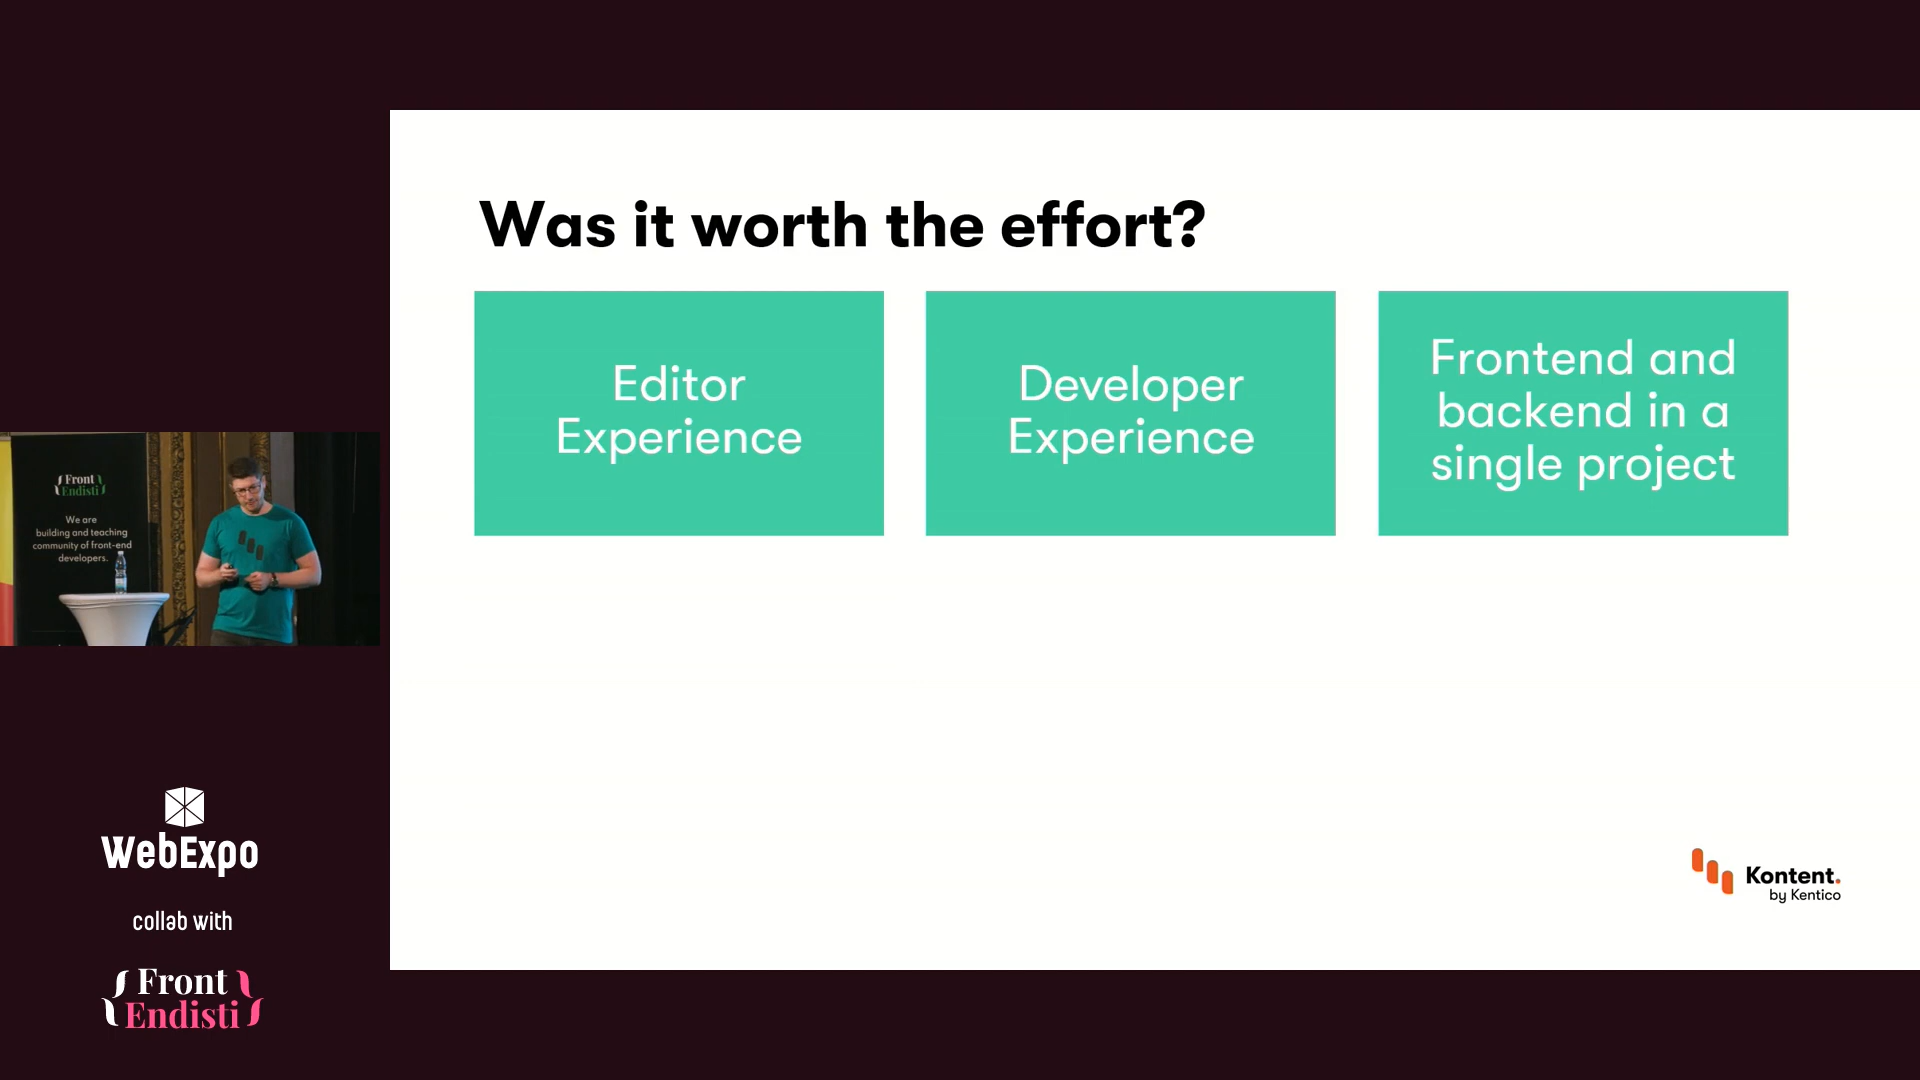 Was it worth the effort?
Editor
Experience
Developer
Experience
Frontend and
backend in a
single project
Kontent.
by Kentico
Front
Endisti
We are
building and teaching
community of front-end
developers.
WebExpo
collab with
Front
Endisti